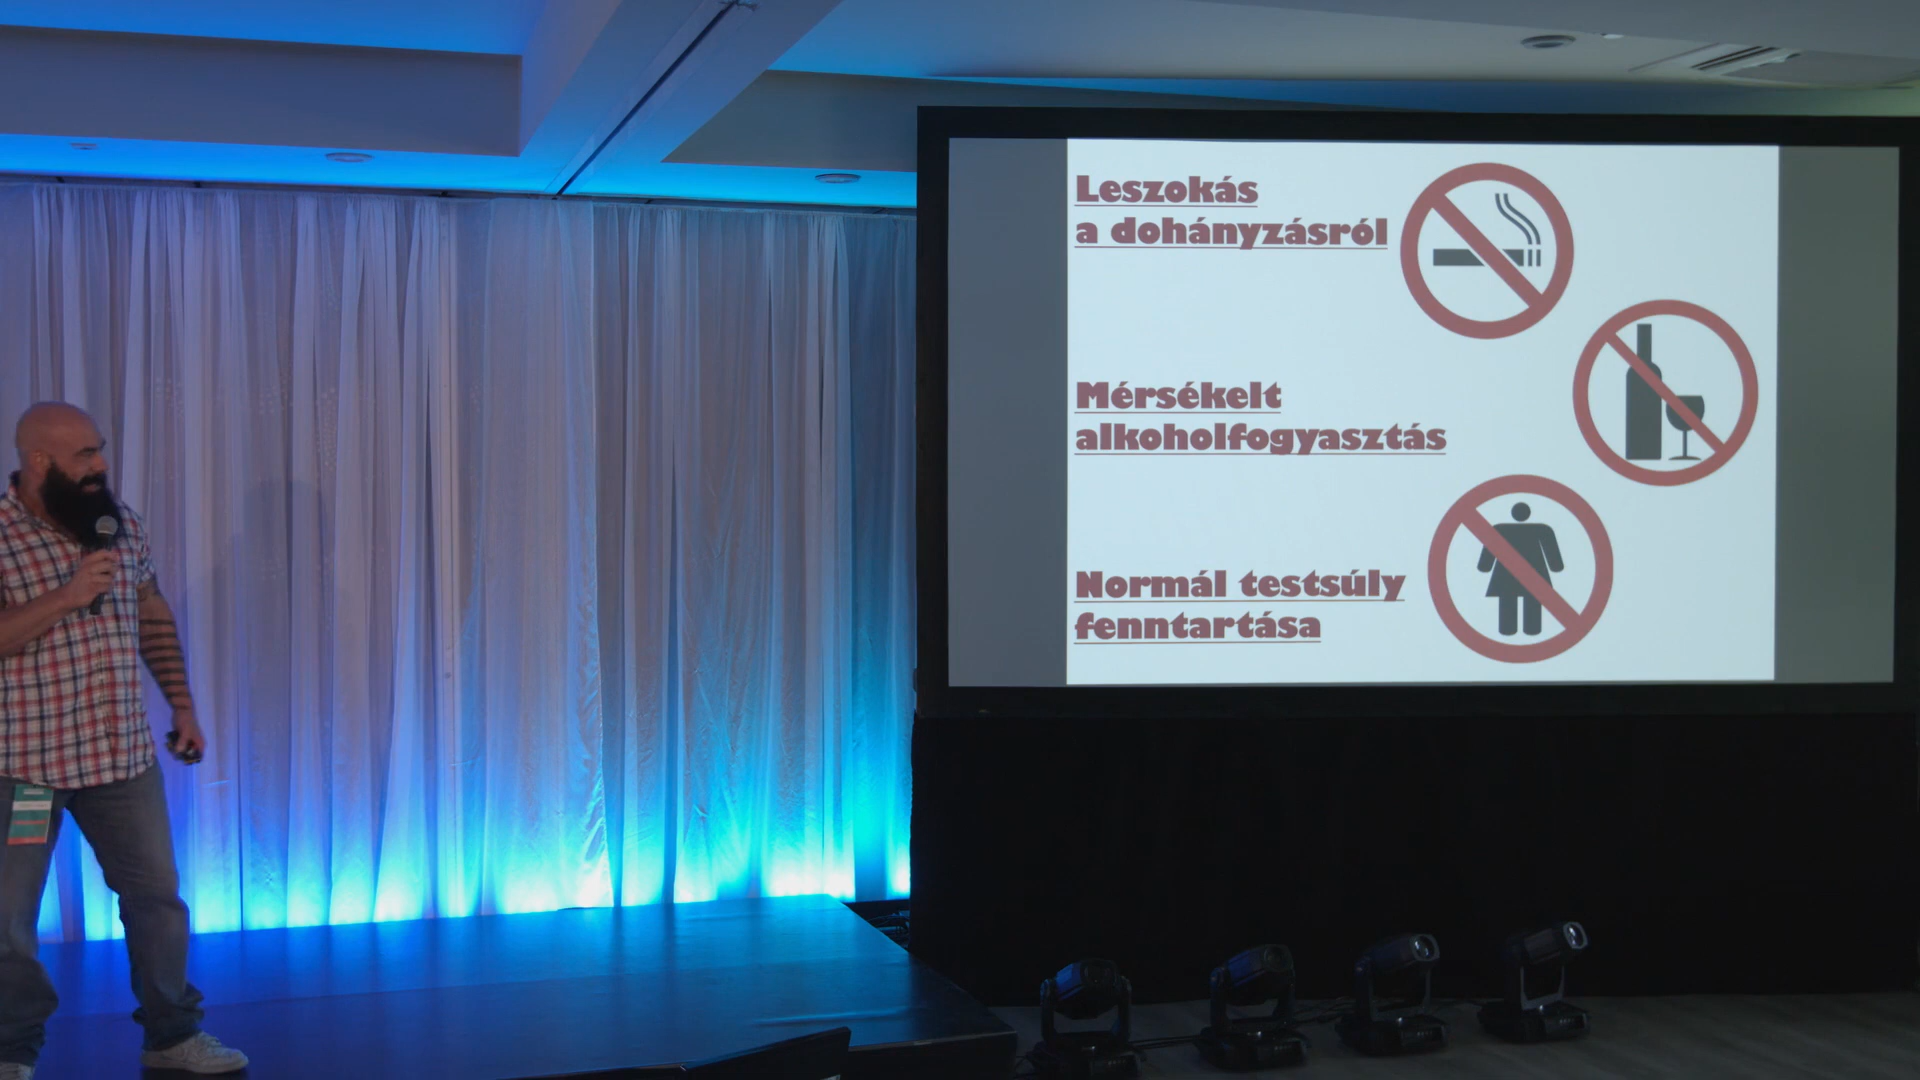 Leszokás
a dohányzásról
Mérsékelt
alkoholfogyasztás
Normál testsúly
fenntartása